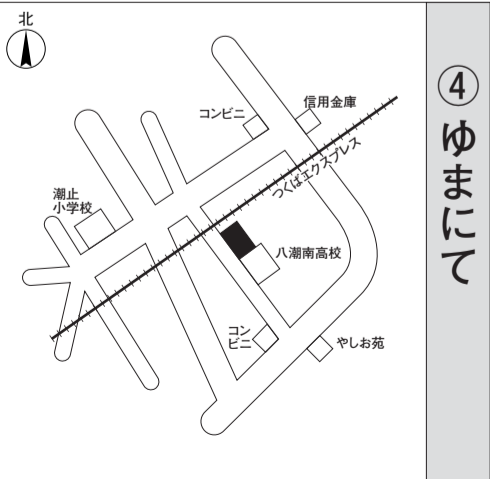 北
コンビニ
信用金庫
つくばエクスプレス
潮止
小学校
八潮南高校
コン
ビニ
やしお苑
④ゆまにて